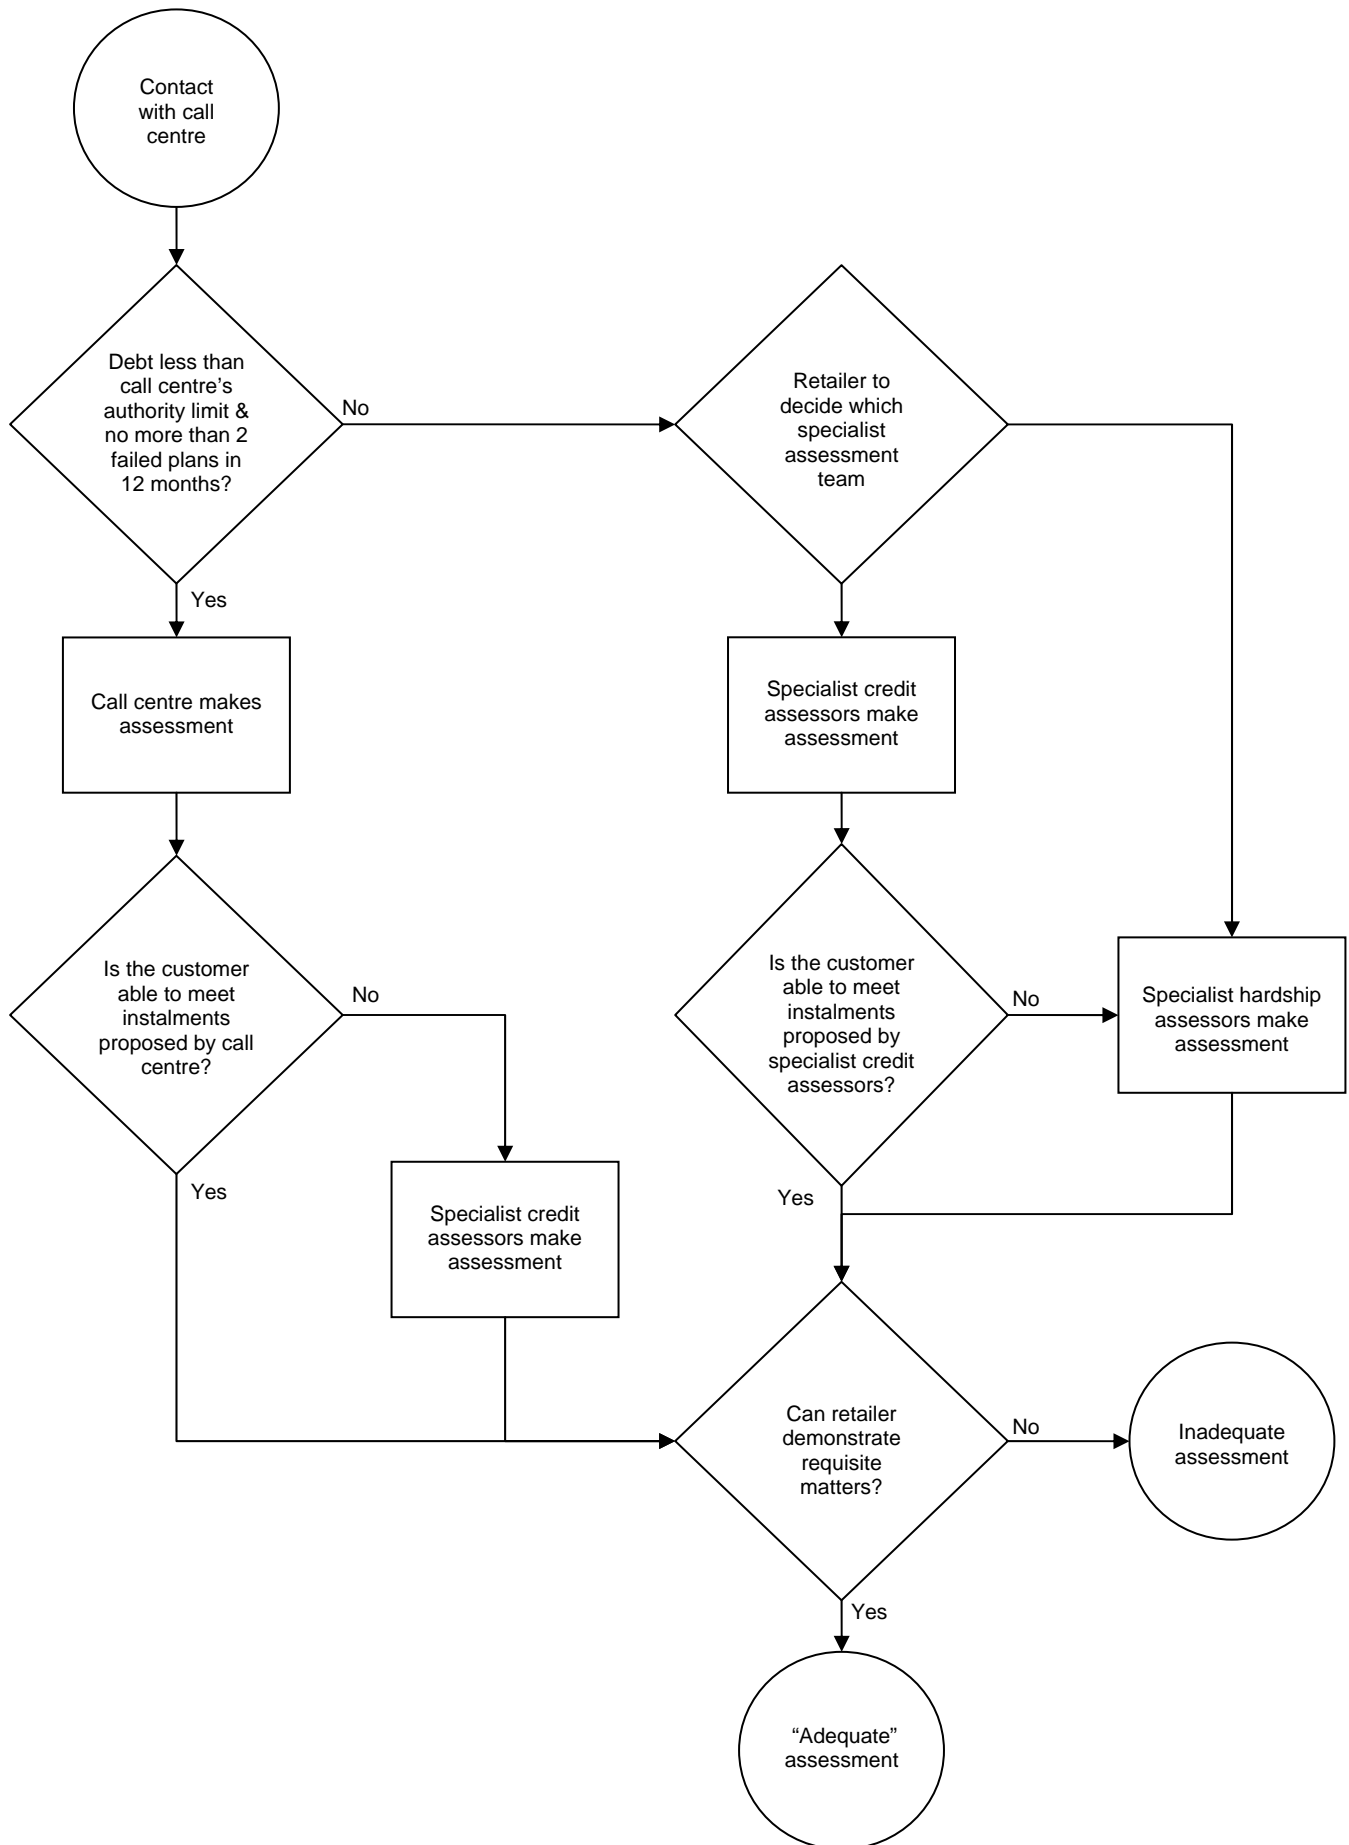 Contact
with call
centre
Debt less than
call centre’s
authority limit &
no more than 2
failed plans in
12 months?
No
Retailer to
decide which
specialist
assessment
team
Yes
Call centre makes
assessment
Specialist credit
assessors make
assessment
Is the customer
able to meet
instalments
proposed by call
centre?
No
Is the customer
able to meet
instalments
proposed by
specialist credit
assessors?
No
Specialist hardship
assessors make
assessment
Yes
Specialist credit
assessors make
assessment
Yes
Can retailer
demonstrate
requisite
matters?
No
Inadequate
assessment
Yes
“Adequate”
assessment